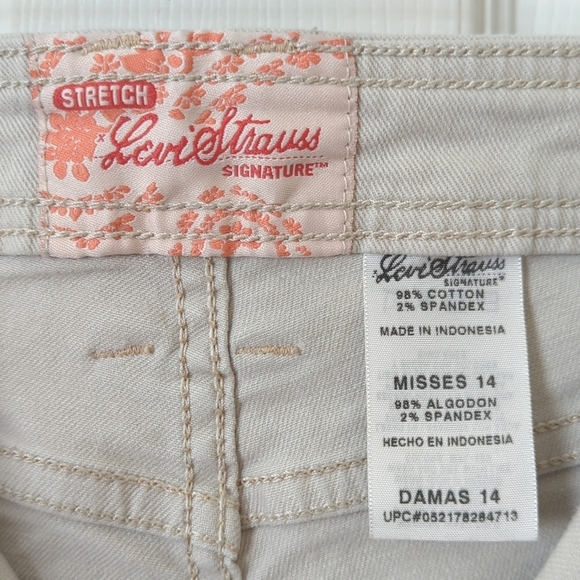 STRETCH
Levi Strauss
SIGNATURE™
Levi Strauss
SIGNATURE™
98% COTTON
2% SPANDEX
MADE IN INDONESIA
MISSES 14
98% ALGODON
2% SPANDEX
HECHO EN INDONESIA
DAMAS 14
UPC#052178284713